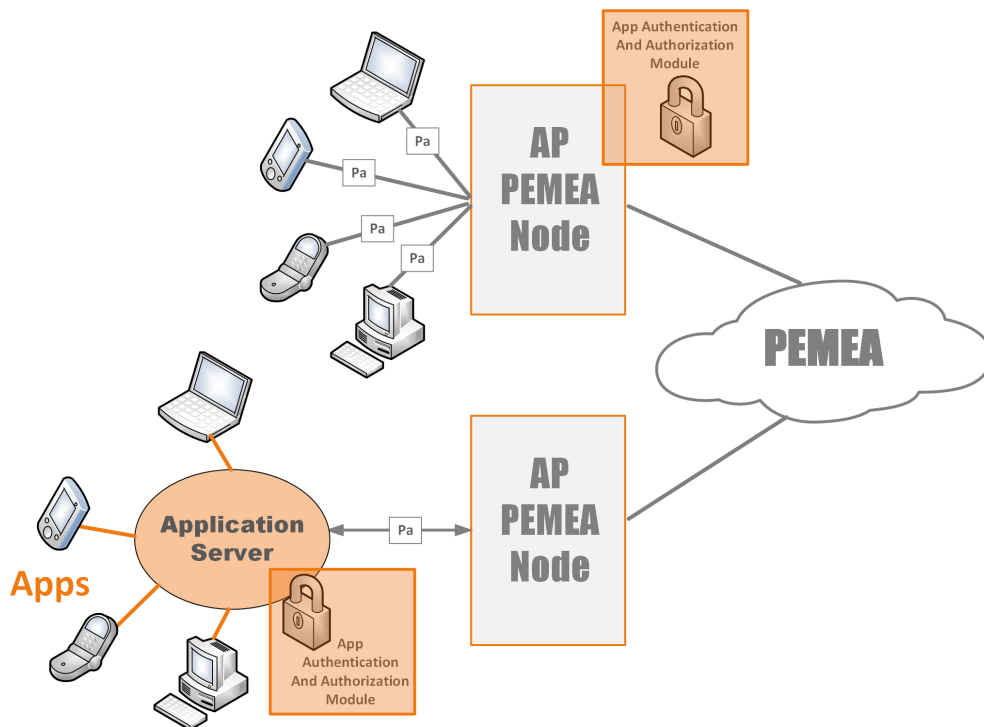 App Authentication
And Authorization
Module
AP
PEMEA
Node
Pa
Pa
Pa
Pa
PEMEA
AP
PEMEA
Node
Application
Server
Pa
Apps
App
Authentication
And Authorization
Module